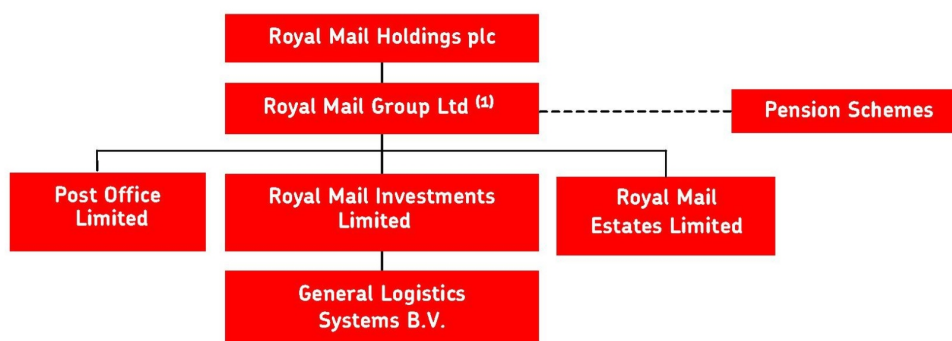 Royal Mail Holdings plc
Royal Mail Group Ltd (1)
Pension Schemes
Post Office
Limited
Royal Mail Investments
Limited
Royal Mail
Estates Limited
General Logistics
Systems B.V.